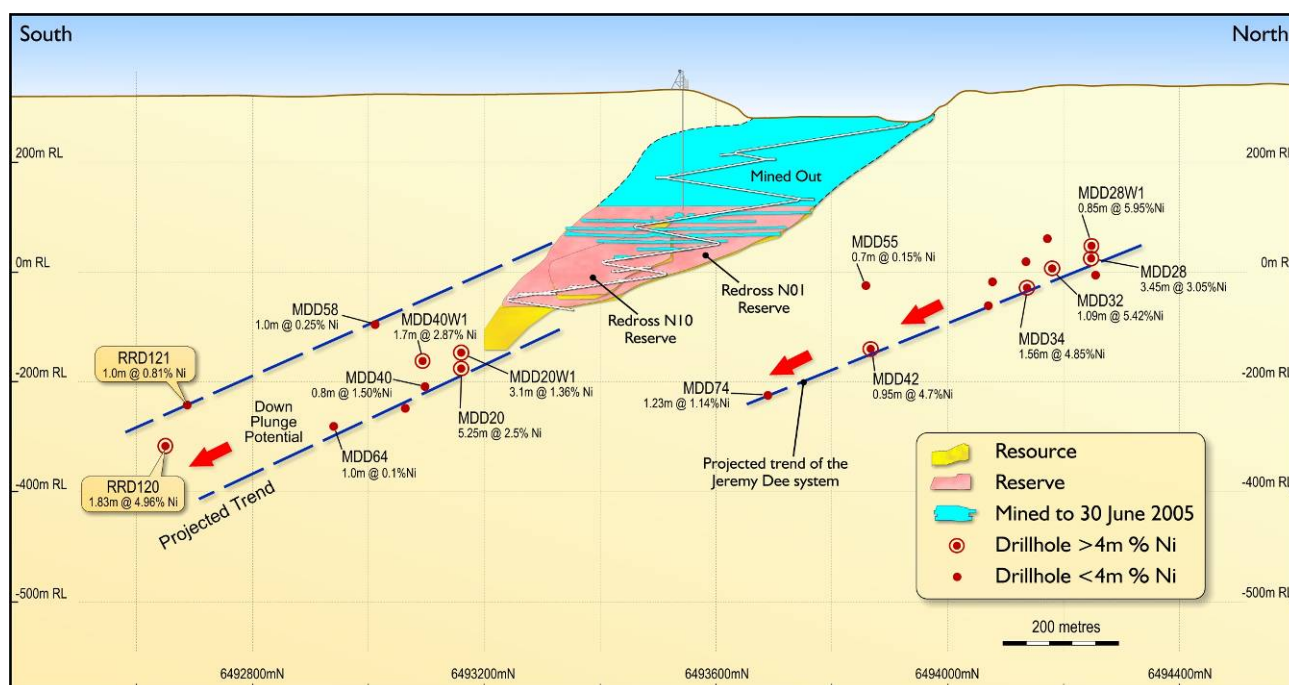 South
North
200m RL
200m RL
Mined Out
MDD28W1
0.85m @ 5.95%Ni
MDD55
0.7m @ 0.15% Ni
0m RL
0m RL
MDD28
3.45m @ 3.05%Ni
Redross N01
Reserve
Redross N10
Reserve
MDD32
1.09m @ 5.42%Ni
MDD58
1.0m @ 0.25% Ni
MDD40W1
1.7m @ 2.87% Ni
MDD34
1.56m @ 4.85%Ni
RRD121
1.0m @ 0.81% Ni
-200m RL
-200m RL
MDD40
0.8m @ 1.50% Ni
MDD20W1
3.1m @ 1.36% Ni
MDD74
1.23m @ 1.14% Ni
MDD42
0.95m @ 4.7%Ni
Down
Plunge
Potential
MDD20
5.25m @ 2.5% Ni
MDD64
1.0m @ 0.1%Ni
RRD120
1.83m @ 4.96% Ni
Projected Trend
Projected trend of the
Jeremy Dee system
-400m RL
-400m RL
Resource
Reserve
Mined to 30 June 2005
Drillhole >4m % Ni
Drillhole <4m % Ni
-500m RL
-500m RL
200 metres
6492800mN
6493200mN
6493600mN
6494000mN
6494400mN